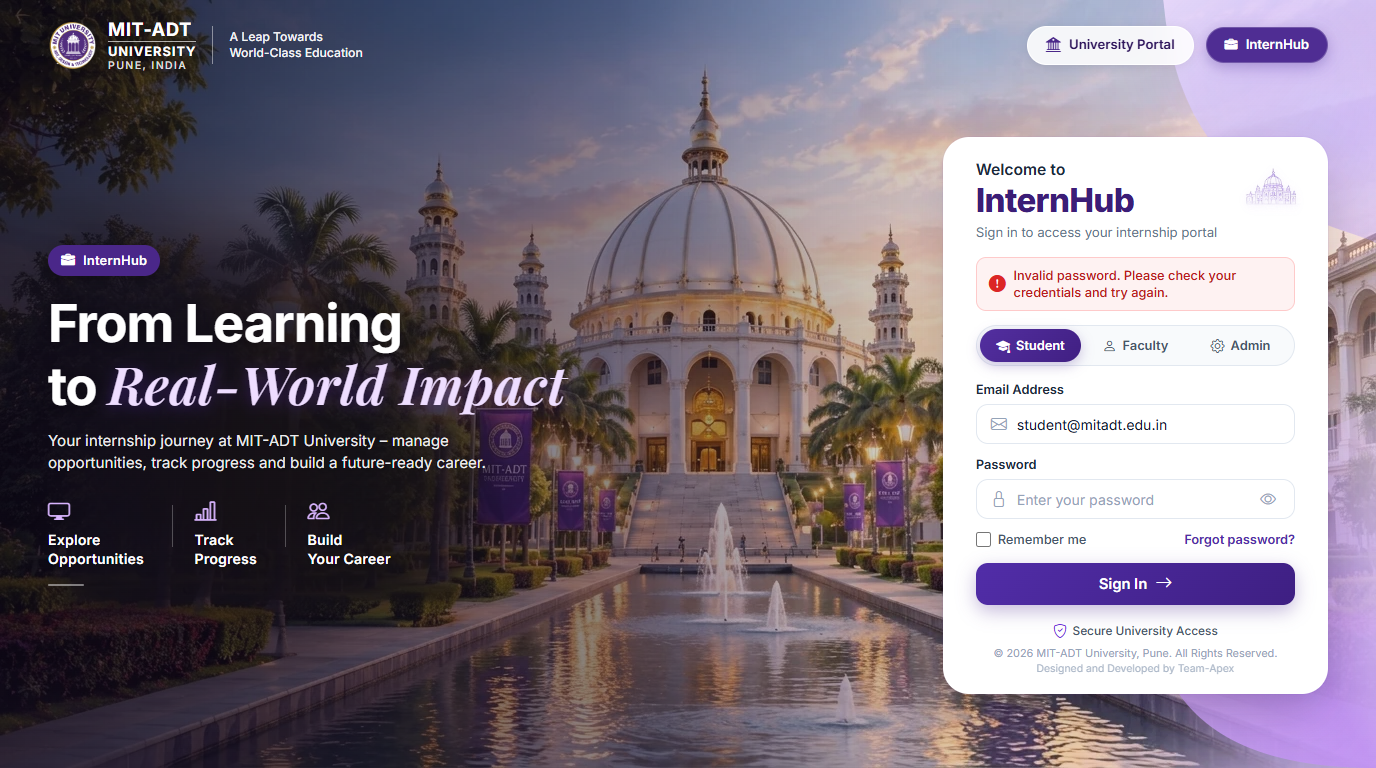 MIT-ADT
UNIVERSITY
PUNE, INDIA
A Leap Towards
World-Class Education
University Portal
InternHub
InternHub
From Learning
to Real-World Impact
Your internship journey at MIT-ADT University – manage
opportunities, track progress and build a future-ready career.
Explore
Opportunities
Track
Progress
Build
Your Career
MIT-ADT
Welcome to
InternHub
Sign in to access your internship portal
Invalid password. Please check your
credentials and try again.
Student
Faculty
Admin
Email Address
student@mitadt.edu.in
Password
Enter your password
Remember me
Forgot password?
Sign In
Secure University Access
© 2026 MIT-ADT University, Pune. All Rights Reserved.
Designed and Developed by Team-Apex